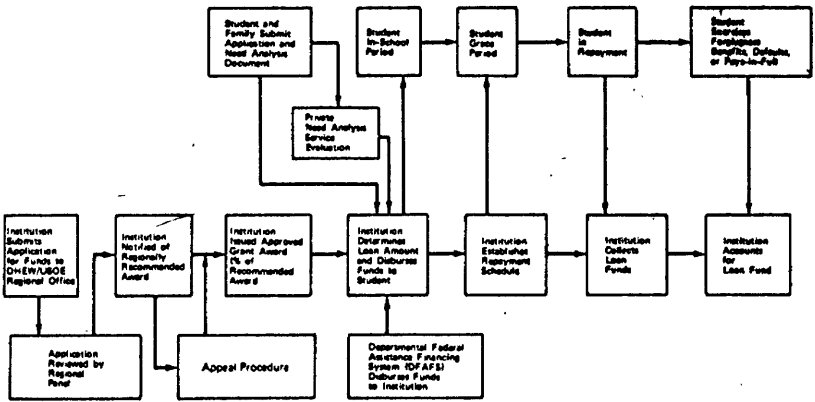 Student and
Family Submit
Application and
Need Analysis
Document
Student
In-School
Period
Student
Grace
Period
Student
in
Repayment
Student
Exercises
Forgiveness
Benefits, Defaults,
or Pays-in-Full
Private
Need Analysis
Service
Evaluation
Institution
Submits
Application
for Funds to
DHEW/USOE
Regional Office
Institution
Notified of
Regionally
Recommended
Award
Institution
Issued Approved
Grant Award
(% of
Recommended
Award
Institution
Determines
Loan Amount
and Disburses
Funds to
Student
Institution
Establishes
Repayment
Schedule
Institution
Collects
Loan
Funds
Institution
Accounts
for
Loan Fund
Application
Reviewed by
Regional
Panel
Appeal Procedure
Departmental Federal
Assistance Financing
System (DFAFS)
Disburses Funds
to Institution